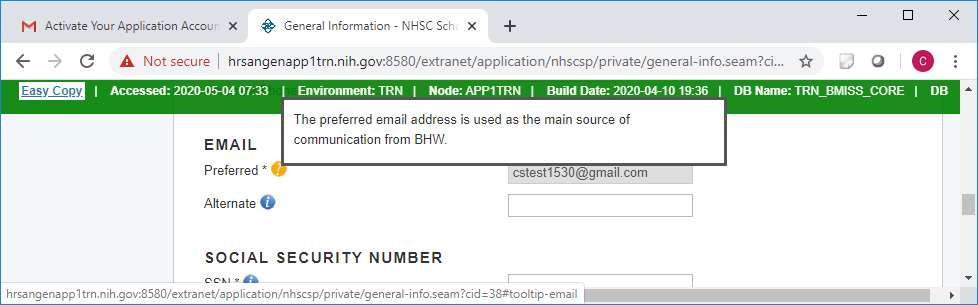 Activate Your Application Accoun
General Information - NHSC Scho
Not secure | hrsangenapp1trn.nih.gov:8580/extranet/application/nhscsp/private/general-info.seam?ci...
C
Easy Copy | Accessed: 2020-05-04 07:33 | Environment: TRN | Node: APP1TRN | Build Date: 2020-04-10 19:36 | DB Name: TRN_BMISS_CORE | DB
The preferred email address is used as the main source of
communication from BHW.
EMAIL
Preferred * ?
cstest1530@gmail.com
Alternate i
SOCIAL SECURITY NUMBER
SSN * i
hrsangenapp1trn.nih.gov:8580/extranet/application/nhscsp/private/general-info.seam?cid=38#tooltip-email